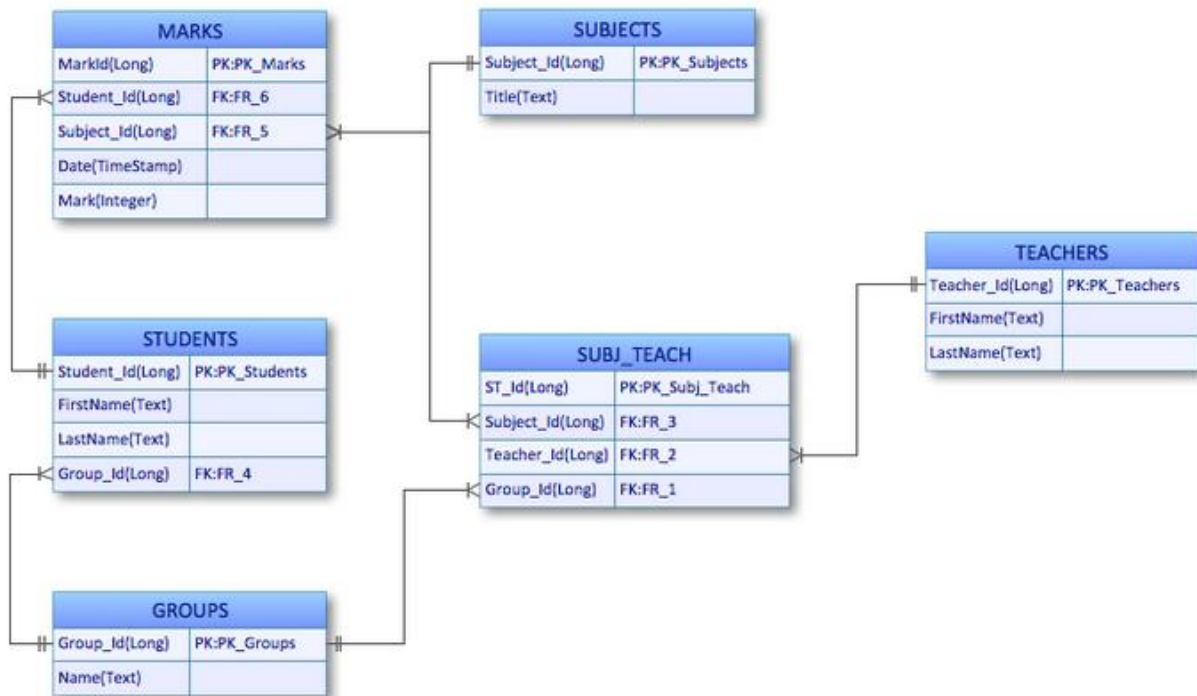 MARKS
MarkId(Long) PK:PK_Marks
Student_Id(Long) FK:FR_6
Subject_Id(Long) FK:FR_5
Date(TimeStamp)
Mark(Integer)
SUBJECTS
Subject_Id(Long) PK:PK_Subjects
Title(Text)
TEACHERS
Teacher_Id(Long) PK:PK_Teachers
FirstName(Text)
LastName(Text)
STUDENTS
Student_Id(Long) PK:PK_Students
FirstName(Text)
LastName(Text)
Group_Id(Long) FK:FR_4
SUBJ_TEACH
ST_Id(Long) PK:PK_Subj_Teach
Subject_Id(Long) FK:FR_3
Teacher_Id(Long) FK:FR_2
Group_Id(Long) FK:FR_1
GROUPS
Group_Id(Long) PK:PK_Groups
Name(Text)